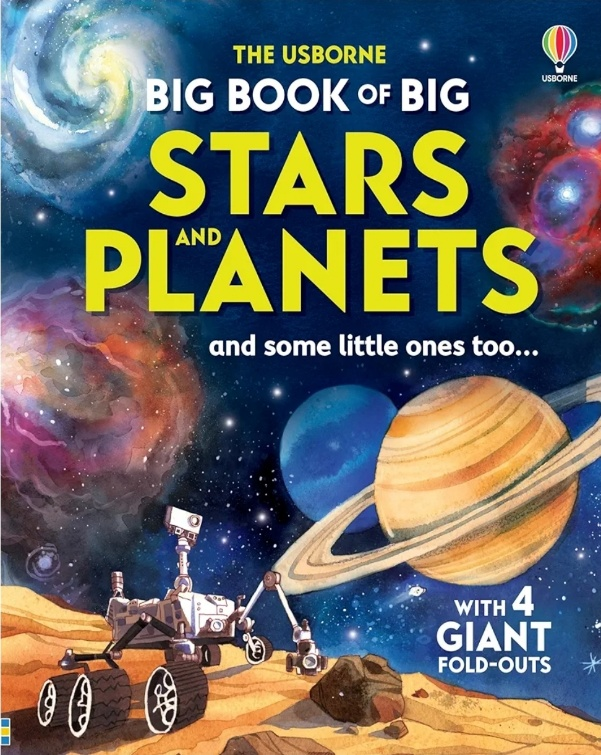 THE USBORNE
BIG BOOK OF BIG
STARS
AND
PLANETS
and some little ones too...
USBORNE
WITH 4
GIANT
FOLD-OUTS